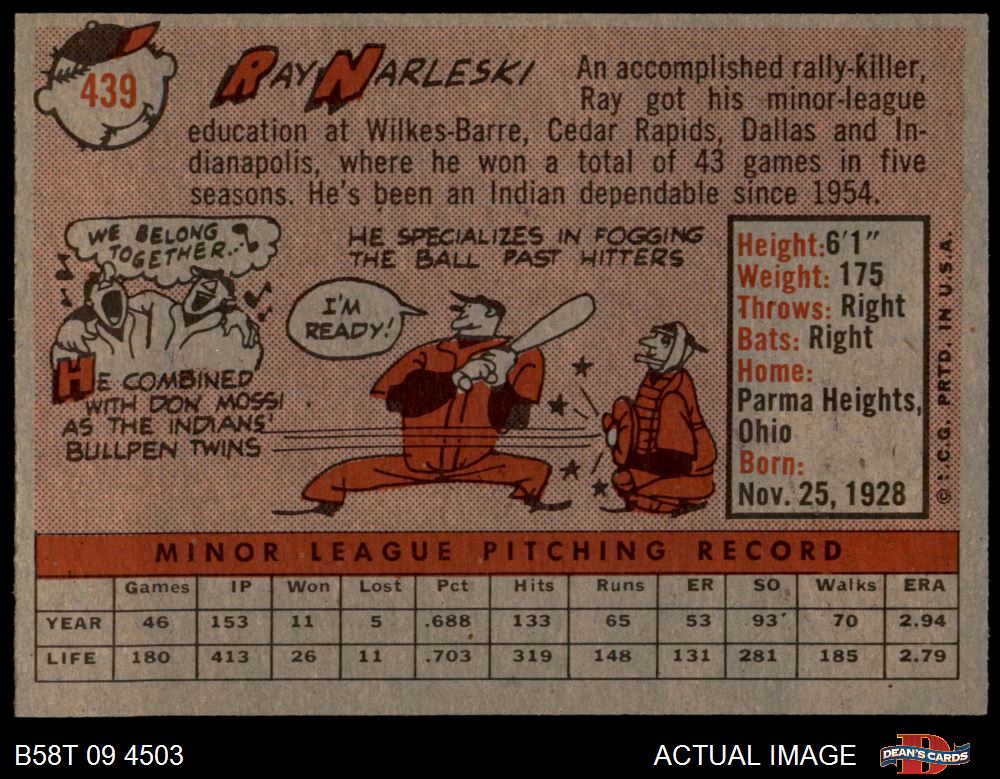 439
RAY NARLESKI
An accomplished rally-killer,
Ray got his minor-league
education at Wilkes-Barre, Cedar Rapids, Dallas and In-
dianapolis, where he won a total of 43 games in five
seasons. He's been an Indian dependable since 1954.
WE BELONG
TOGETHER..
HE COMBINED
WITH DON MOSSI
AS THE INDIANS'
BULLPEN TWINS
HE SPECIALIZES IN FOGGING
THE BALL PAST HITTERS
I'M
READY!
Height: 6'1"
Weight: 175
Throws: Right
Bats: Right
Home:
Parma Heights,
Ohio
Born:
Nov. 25, 1928
© T.C.G. PRTD. IN U.S.A.
MINOR LEAGUE PITCHING RECORD
Games IP Won Lost Pct Hits Runs ER SO Walks ERA
YEAR 46 153 11 5 .688 133 65 53 93 70 2.94
LIFE 180 413 26 11 .703 319 148 131 281 185 2.79
B58T 09 4503
ACTUAL IMAGE
DEAN'S CARDS